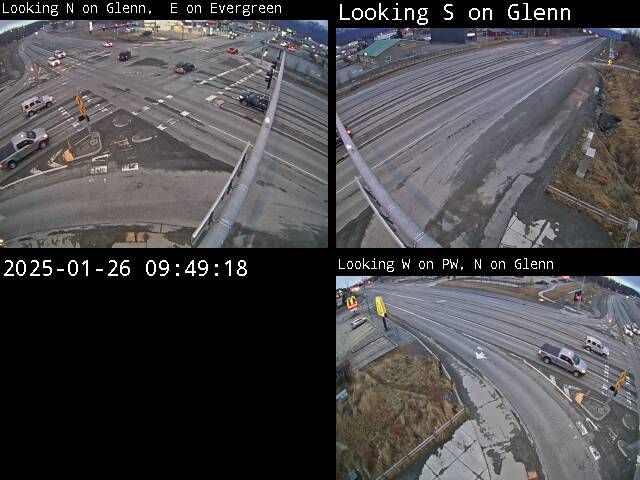 Looking N on Glenn,  E on Evergreen
Looking S on Glenn
2025-01-26 09:49:18
Looking W on PW, N on Glenn